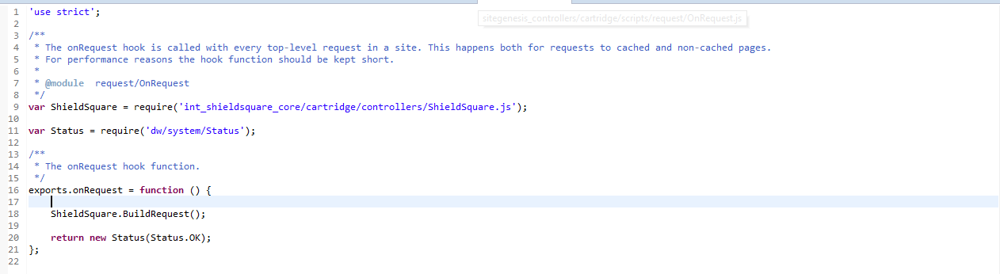 sitegenesis_controllers/cartridge/scripts/request/OnRequest.js
1 'use strict';
2
3 /**
4  * The onRequest hook is called with every top-level request in a site. This happens both for requests to cached and non-cached pages.
5  * For performance reasons the hook function should be kept short.
6  *
7  * @module  request/OnRequest
8  */
9 var ShieldSquare = require('int_shieldsquare_core/cartridge/controllers/ShieldSquare.js');
10
11 var Status = require('dw/system/Status');
12
13 /**
14  * The onRequest hook function.
15  */
16 exports.onRequest = function () {
17
18     ShieldSquare.BuildRequest();
19
20     return new Status(Status.OK);
21 };
22